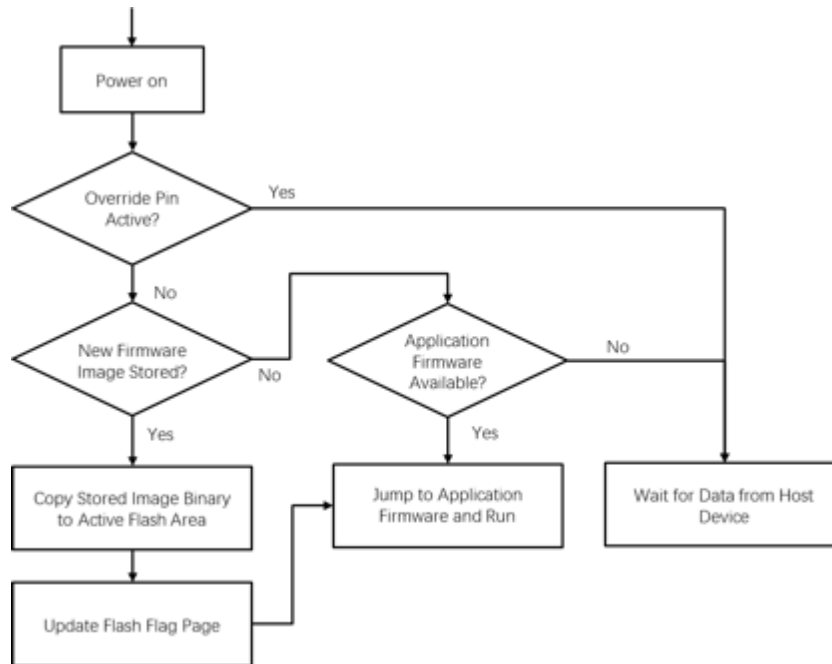 Power on
Override Pin
Active?
Yes
No
New Firmware
Image Stored?
No
Application
Firmware
Available?
No
Yes
Yes
Copy Stored Image Binary
to Active Flash Area
Jump to Application
Firmware and Run
Wait for Data from Host
Device
Update Flash Flag Page